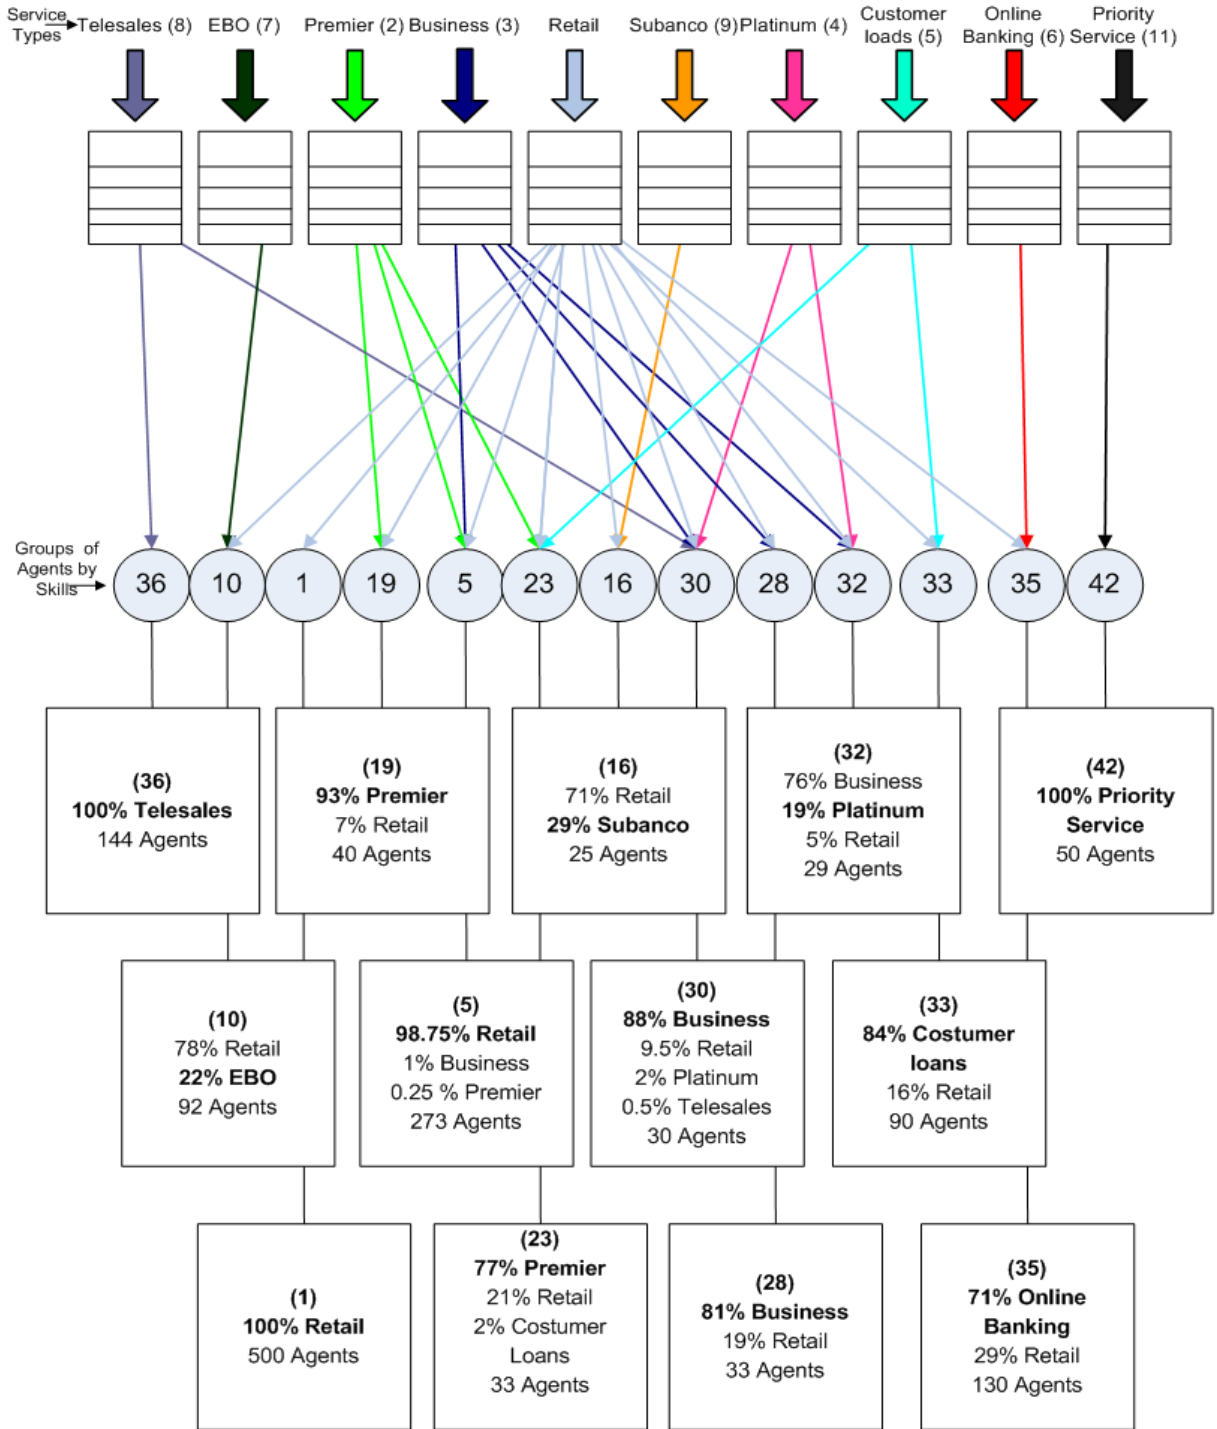 Service
Types
Telesales (8)
EBO (7)
Premier (2)
Business (3)
Retail
Subanco (9)
Platinum (4)
Customer
loads (5)
Online
Banking (6)
Priority
Service (11)
Groups of
Agents by
Skills
36
10
1
19
5
23
16
30
28
32
33
35
42
(36)
100% Telesales
144 Agents
(19)
93% Premier
7% Retail
40 Agents
(16)
71% Retail
29% Subanco
25 Agents
(32)
76% Business
19% Platinum
5% Retail
29 Agents
(42)
100% Priority
Service
50 Agents
(10)
78% Retail
22% EBO
92 Agents
(5)
98.75% Retail
1% Business
0.25 % Premier
273 Agents
(30)
88% Business
9.5% Retail
2% Platinum
0.5% Telesales
30 Agents
(33)
84% Costumer
loans
16% Retail
90 Agents
(1)
100% Retail
500 Agents
(23)
77% Premier
21% Retail
2% Costumer
Loans
33 Agents
(28)
81% Business
19% Retail
33 Agents
(35)
71% Online
Banking
29% Retail
130 Agents